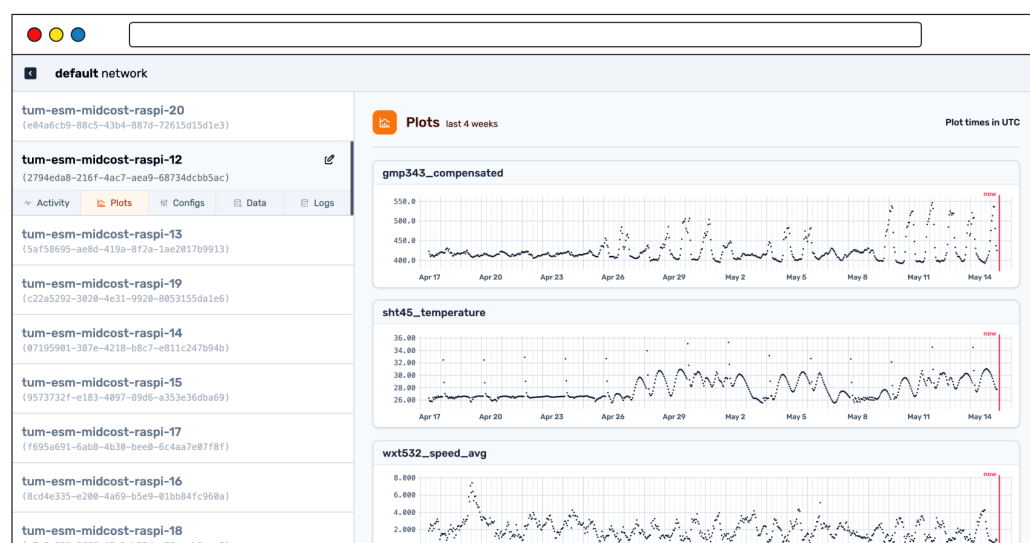 default network
tum-esm-midcost-raspi-20
(e04a6cb9-88c5-43b4-887d-72615d15d1e3)
tum-esm-midcost-raspi-12
(2794eda8-216f-4ac7-aea9-68734dcbb5ac)
Activity Plots Configs Data Logs
tum-esm-midcost-raspi-13
(5af58695-ae8d-419a-8f2a-1ae2017b9913)
tum-esm-midcost-raspi-19
(c22a5292-3020-4e31-9920-8053155da1e6)
tum-esm-midcost-raspi-14
(07195901-387e-4218-b8c7-e811c247b94b)
tum-esm-midcost-raspi-15
(9573732f-e183-4097-89d6-a353e36dba69)
tum-esm-midcost-raspi-17
(f695a691-6ab8-4b30-bee0-6c4aa7e07f8f)
tum-esm-midcost-raspi-16
(8cd4e335-e200-4a69-b5e9-01bb84fc960a)
tum-esm-midcost-raspi-18
Plots last 4 weeks
Plot times in UTC
gmp343_compensated
now
550.0
500.0
450.0
400.0
Apr 17 Apr 20 Apr 23 Apr 26 Apr 29 May 2 May 5 May 8 May 11 May 14
sht45_temperature
now
36.00
34.00
32.00
30.00
28.00
26.00
Apr 17 Apr 20 Apr 23 Apr 26 Apr 29 May 2 May 5 May 8 May 11 May 14
wxt532_speed_avg
now
8.000
6.000
4.000
2.000